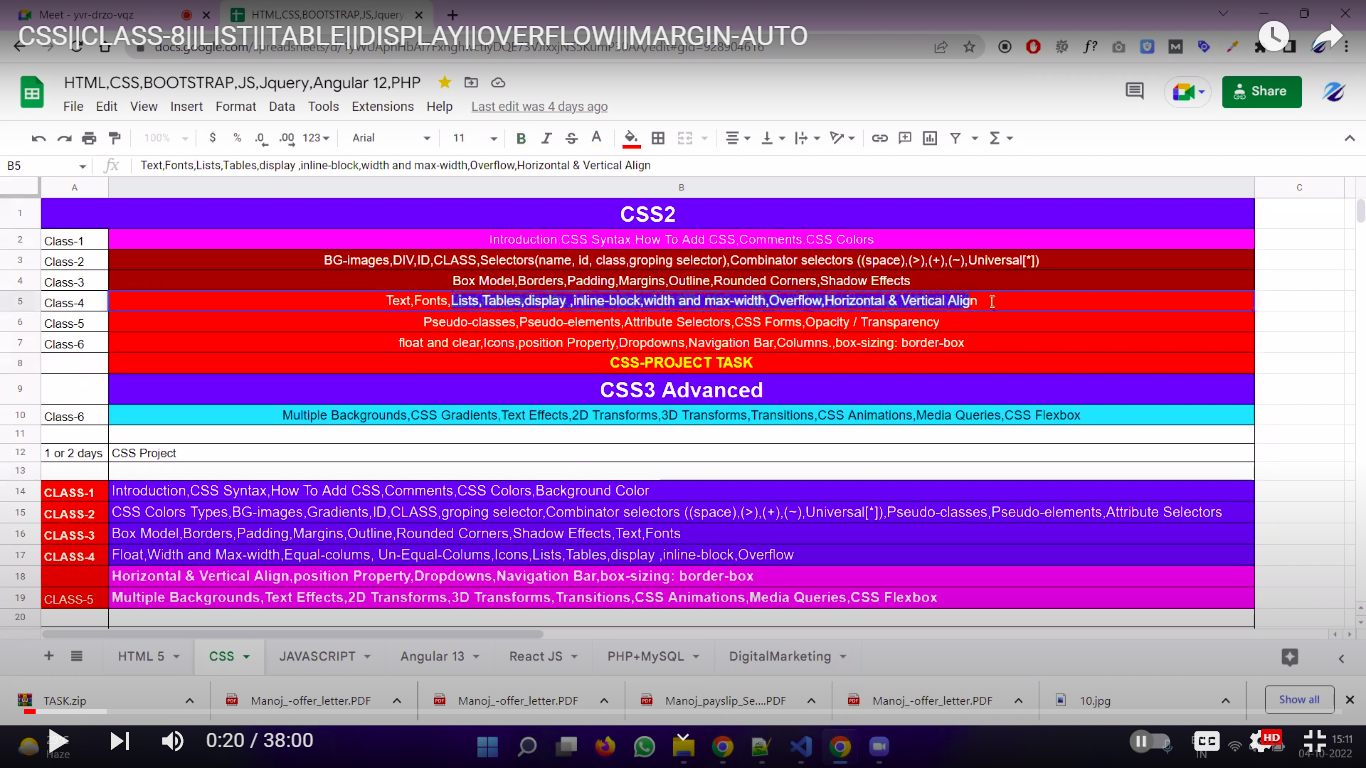 Meet - yvr-drzo-vqz
HTML,CSS,BOOTSTRAP,JS,Jquery
CSS||CLASS-8||LIST||TABLE||DISPLAY||OVERFLOW||MARGIN-AUTO
HTML,CSS,BOOTSTRAP,JS,Jquery,Angular 12,PHP
File Edit View Insert Format Data Tools Extensions Help Last edit was 4 days ago
Share
100% $ % .0 .00 123 Arial 11 B I S A
B5 fx Text,Fonts,Lists,Tables,display ,inline-block,width and max-width,Overflow,Horizontal & Vertical Align
A B C
1 CSS2
2 Class-1 Introduction,CSS Syntax,How To Add CSS,Comments,CSS Colors
3 Class-2 BG-images,DIV,ID,CLASS,Selectors(name, id, class,groping selector),Combinator selectors ((space),(>),(+),(~),Universal[*])
4 Class-3 Box Model,Borders,Padding,Margins,Outline,Rounded Corners,Shadow Effects
5 Class-4 Text,Fonts,Lists,Tables,display ,inline-block,width and max-width,Overflow,Horizontal & Vertical Align
6 Class-5 Pseudo-classes,Pseudo-elements,Attribute Selectors,CSS Forms,Opacity / Transparency
7 Class-6 float and clear,Icons,position Property,Dropdowns,Navigation Bar,Columns.,box-sizing: border-box
8 CSS-PROJECT TASK
9 CSS3 Advanced
10 Class-6 Multiple Backgrounds,CSS Gradients,Text Effects,2D Transforms,3D Transforms,Transitions,CSS Animations,Media Queries,CSS Flexbox
11
12 1 or 2 days CSS Project
13
14 CLASS-1 Introduction,CSS Syntax,How To Add CSS,Comments,CSS Colors,Background Color
15 CLASS-2 CSS Colors Types,BG-images,Gradients,ID,CLASS,groping selector,Combinator selectors ((space),(>),(+),(~),Universal[*]),Pseudo-classes,Pseudo-elements,Attribute Selectors
16 CLASS-3 Box Model,Borders,Padding,Margins,Outline,Rounded Corners,Shadow Effects,Text,Fonts
17 CLASS-4 Float,Width and Max-width,Equal-colums, Un-Equal-Colums,Icons,Lists,Tables,display ,inline-block,Overflow
18 Horizontal & Vertical Align,position Property,Dropdowns,Navigation Bar,box-sizing: border-box
19 CLASS-5 Multiple Backgrounds,Text Effects,2D Transforms,3D Transforms,Transitions,CSS Animations,Media Queries,CSS Flexbox
20
HTML 5 CSS JAVASCRIPT Angular 13 React JS PHP+MySQL DigitalMarketing
TASK.zip Manoj_-offer_letter.PDF Manoj_-offer_letter.PDF Manoj_payslip_Se....PDF Manoj_-offer_letter.PDF 10.jpg Show all
0:20 / 38:00 CC HD 15:11
Haze IN 04-10-2022